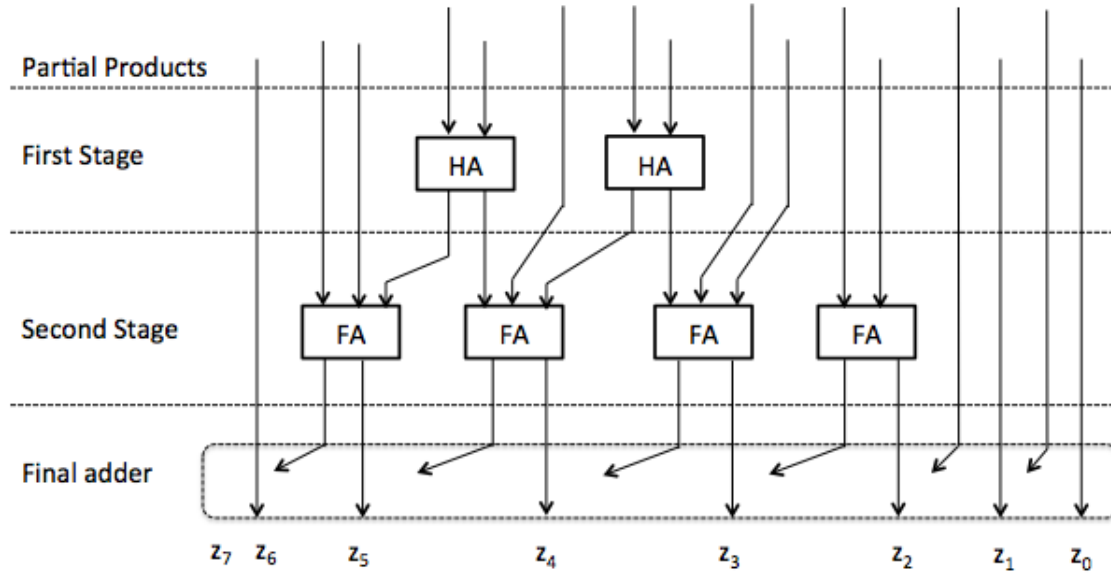 Partial Products
First Stage
HA HA
Second Stage
FA FA FA FA
Final adder
z₇ z₆ z₅ z₄ z₃ z₂ z₁ z₀